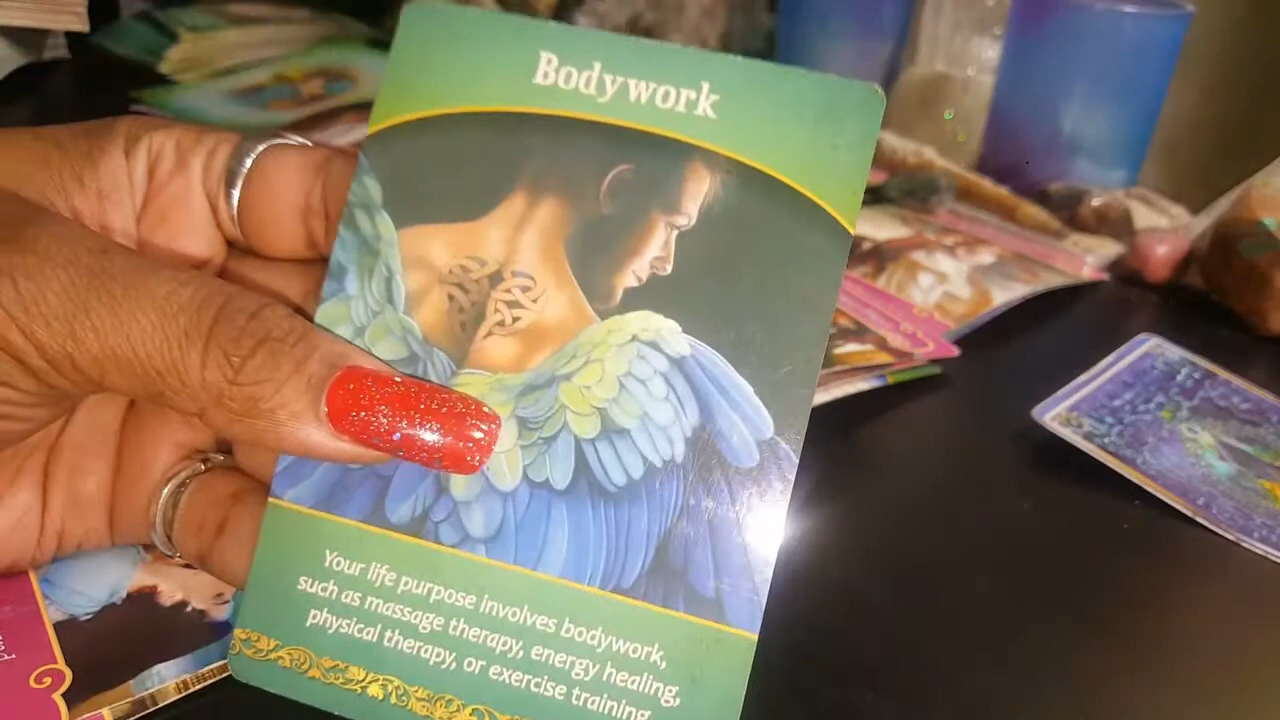 Bodywork
Your life purpose involves bodywork,
such as massage therapy, energy healing,
physical therapy, or exercise training